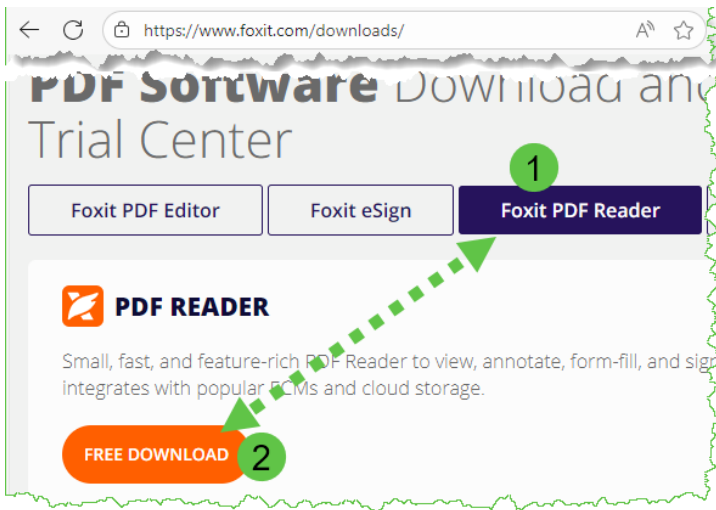 https://www.foxit.com/downloads/
PDF Software Download and
Trial Center
1
Foxit PDF Editor
Foxit eSign
Foxit PDF Reader
PDF READER
Small, fast, and feature-rich PDF Reader to view, annotate, form-fill, and sign
integrates with popular ECMs and cloud storage.
FREE DOWNLOAD
2